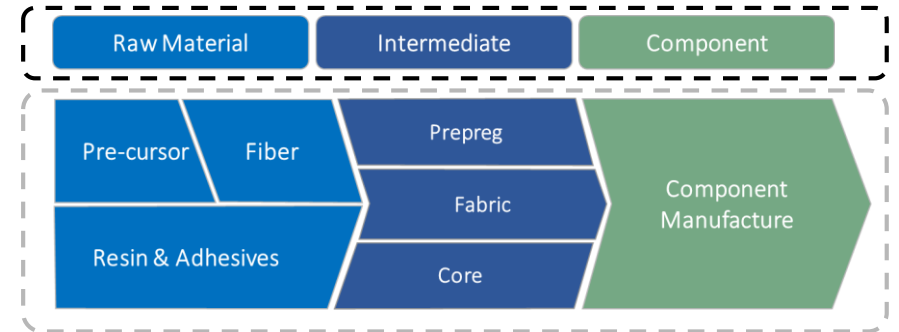 Raw Material
Intermediate
Component
Pre-cursor
Fiber
Resin & Adhesives
Prepreg
Fabric
Core
Component
Manufacture